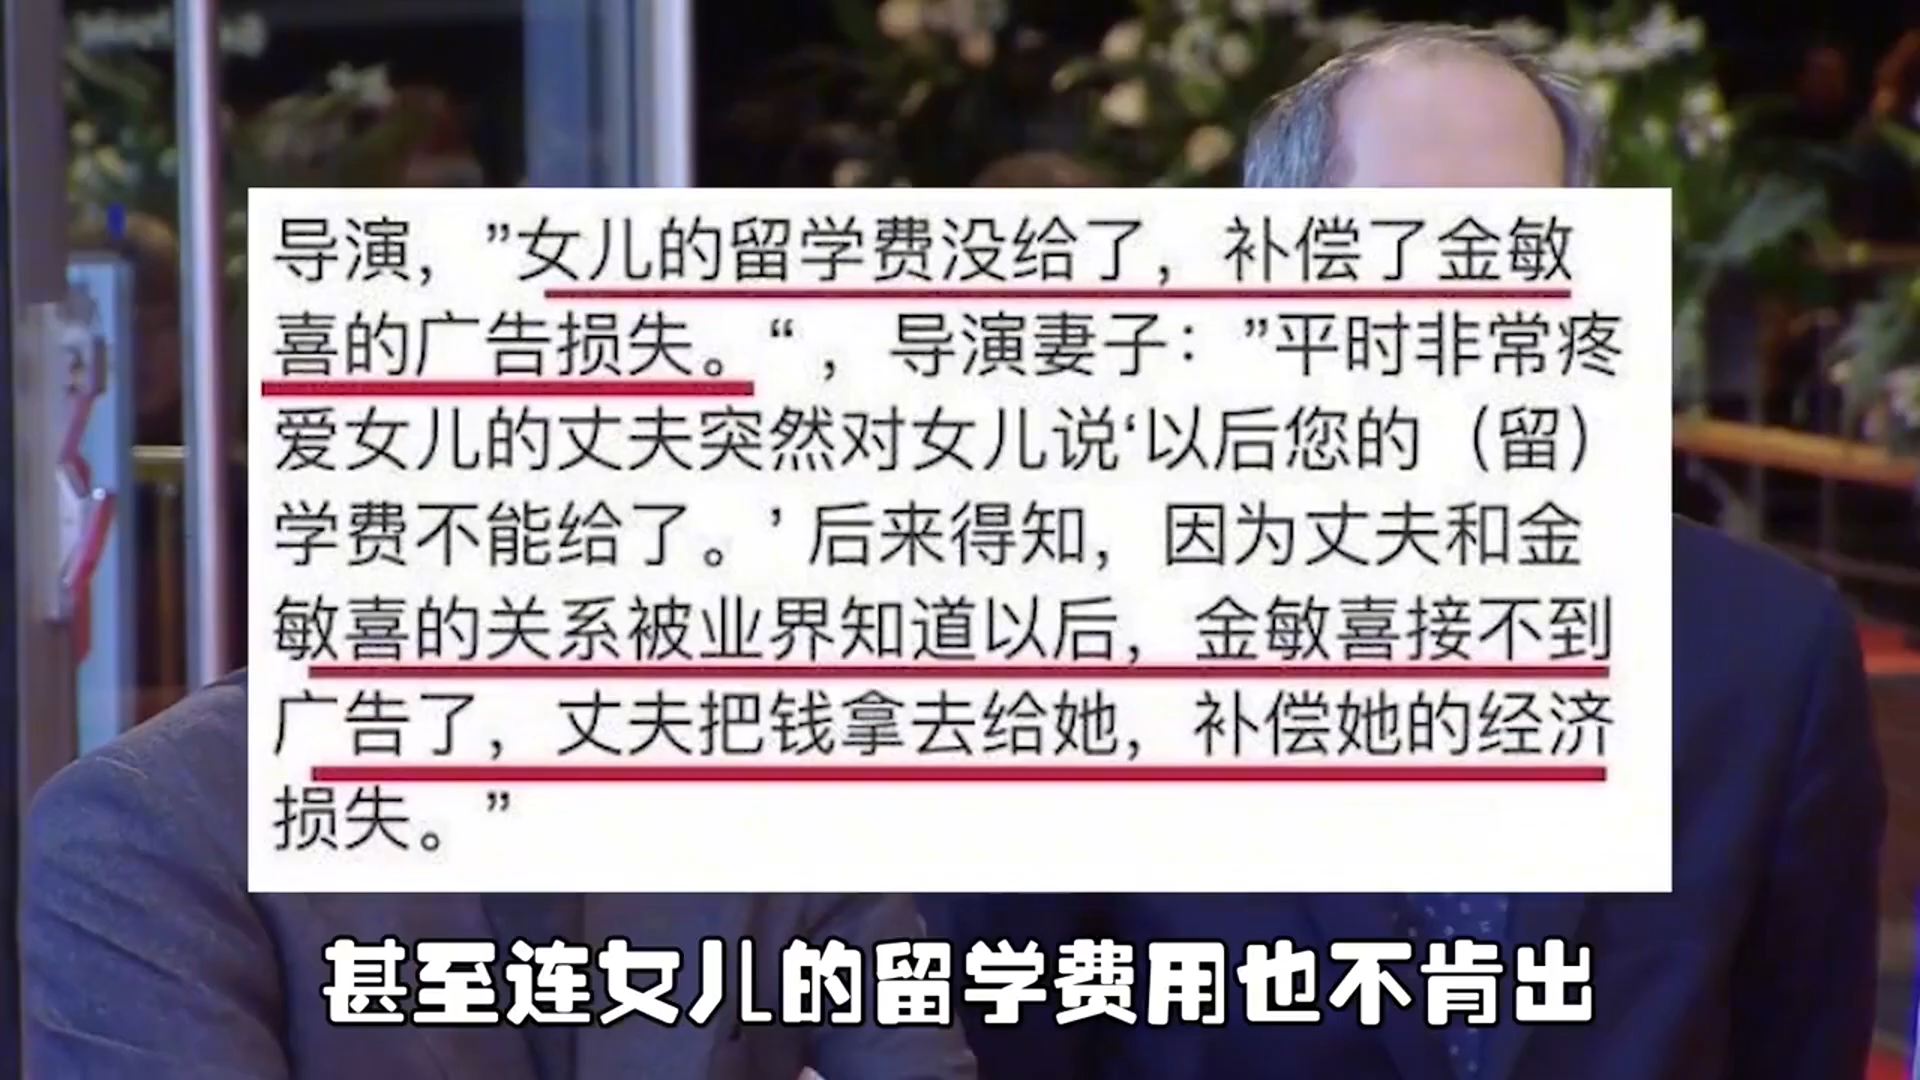 导演，”女儿的留学费没给了，补偿了金敏
喜的广告损失。“，导演妻子：”平时非常疼
爱女儿的丈夫突然对女儿说‘以后您的（留）
学费不能给了。’后来得知，因为丈夫和金
敏喜的关系被业界知道以后，金敏喜接不到
广告了，丈夫把钱拿去给她，补偿她的经济
损失。”
甚至连女儿的留学费用也不肯出